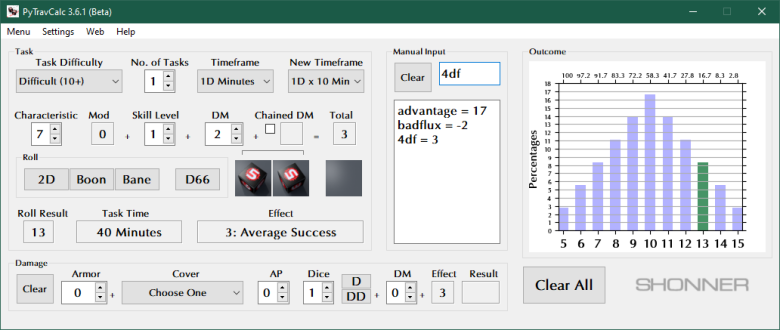 PyTravCalc 3.6.1 (Beta)
Menu Settings Web Help
Task
Task Difficulty No. of Tasks Timeframe New Timeframe
Difficult (10+) 1 1D Minutes 1D x 10 Min
Characteristic Mod Skill Level DM Chained DM Total
7 0 + 1 + 2 + = 3
Roll
2D Boon Bane D66
Roll Result Task Time Effect
13 40 Minutes 3: Average Success
Manual Input
Clear 4df
advantage = 17
badflux = -2
4df = 3
Outcome
100 97.2 91.7 83.3 72.2 58.3 41.7 27.8 16.7 8.3 2.8
Percentages
18
17
16
15
14
13
12
11
10
9
8
7
6
5
4
3
2
1
0
5 6 7 8 9 10 11 12 13 14 15
Damage
Armor Cover AP Dice D DM Effect Result
Clear 0 + Choose One 0 1 DD + 0 + 3
Clear All SHONNER